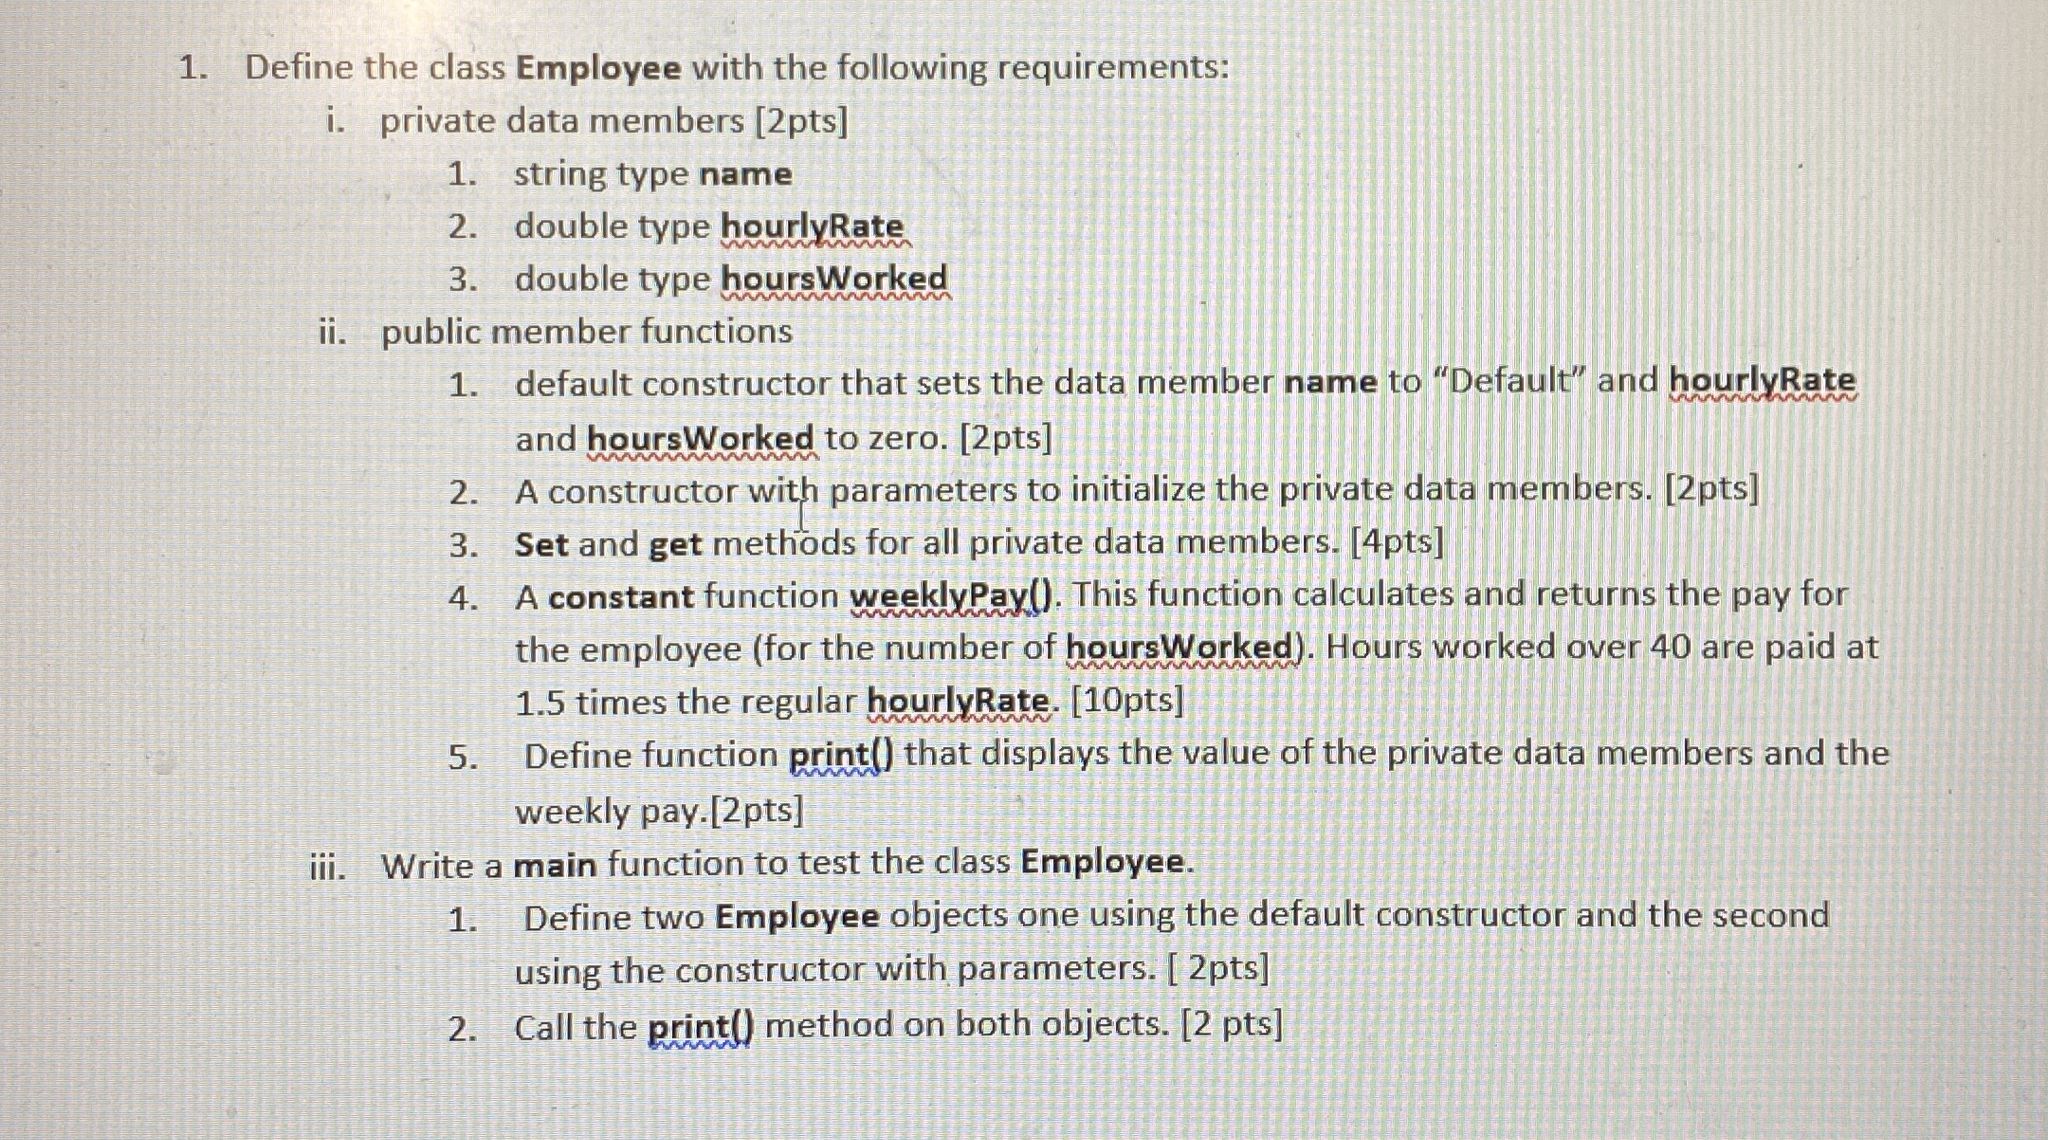 1. Define the class Employee with the following requirements:
i. private data members [2pts]
1. string type name
2. double type hourlyRate
3. double type hoursWorked
ii. public member functions
1. default constructor that sets the data member name to “Default” and hourlyRate
and hoursWorked to zero. [2pts]
2. A constructor with parameters to initialize the private data members. [2pts]
3. Set and get methods for all private data members. [4pts]
4. A constant function weeklyPay(). This function calculates and returns the pay for
the employee (for the number of hoursWorked). Hours worked over 40 are paid at
1.5 times the regular hourlyRate. [10pts]
5. Define function print() that displays the value of the private data members and the
weekly pay.[2pts]
iii. Write a main function to test the class Employee.
1. Define two Employee objects one using the default constructor and the second
using the constructor with parameters. [ 2pts]
2. Call the print() method on both objects. [2 pts]